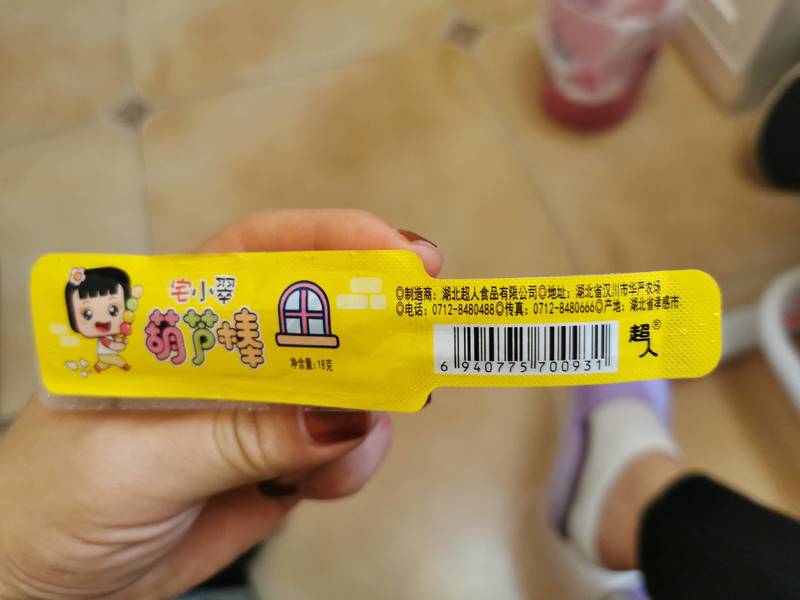 宅小翠
葫芦棒
净含量:18克
◎制造商:湖北超人食品有限公司◎地址:湖北省汉川市华严农场
◎电话:0712-8480488◎传真:0712-8480666◎产地:湖北省孝感市
6 940775 700931
超人®